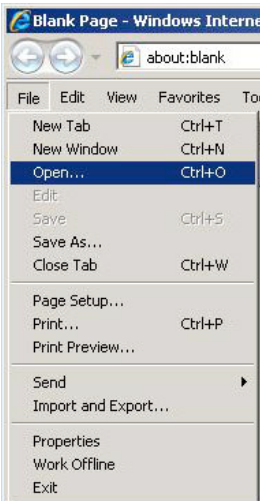 Blank Page - Windows Interne
about:blank
File Edit View Favorites To
New Tab Ctrl+T
New Window Ctrl+N
Open... Ctrl+O
Edit
Save Ctrl+S
Save As...
Close Tab Ctrl+W
Page Setup...
Print... Ctrl+P
Print Preview...
Send
Import and Export...
Properties
Work Offline
Exit